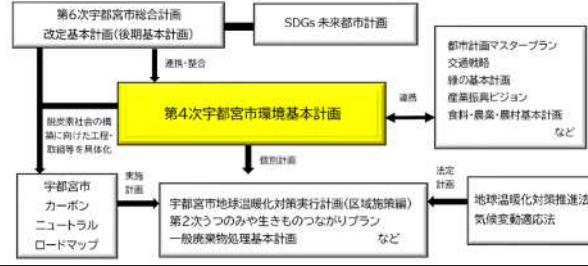 第6次宇都宮市総合計画
改定基本計画(後期基本計画)
SDGs 未来都市計画
連携・整合
都市計画マスタープラン
交通戦略
緑の基本計画
産業振興ビジョン
食料・農業・農村基本計画
など
第4次宇都宮市環境基本計画
連携
脱炭素社会の構
築に向けた工程・
取組等を具体化
個別計画
宇都宮市
カーボン
ニュートラル
ロードマップ
実施
計画
宇都宮市地球温暖化対策実行計画(区域施策編)
第2次うつのみや生きものつながりプラン
一般廃棄物処理基本計画 など
法定
計画
地球温暖化対策推進法
気候変動適応法